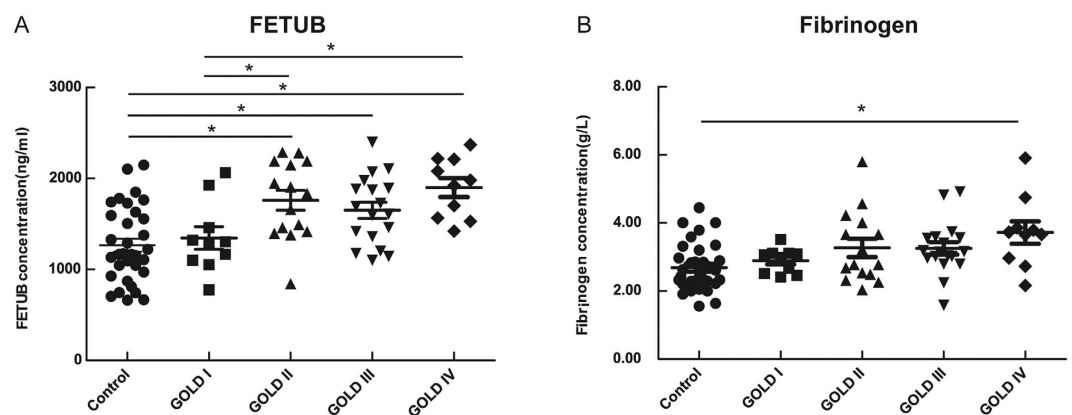 A
FETUB
*
*
*
*
*
3000
2000
1000
0
FETUB concentration(ng/ml)
Control
GOLD I
GOLD II
GOLD III
GOLD IV
B
Fibrinogen
*
8.00
6.00
4.00
2.00
0.00
Fibrinogen concentration(g/L)
Control
GOLD I
GOLD II
GOLD III
GOLD IV